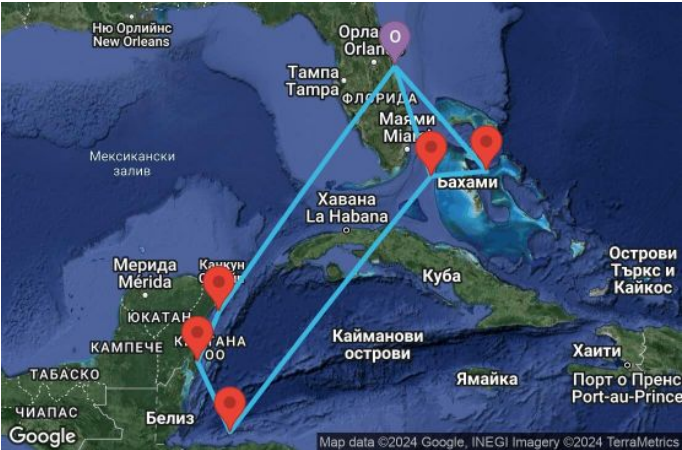 Ню Орлийнс
New Orleans
Орла
Orlan
O
Тампа
Tampa
ФЛОРИДА
Маями
Miami
Мексикански
залив
Бахами
Хавана
La Habana
Острови
Търкс и
Кайкос
Мерида
Mérida
Канкун
Куба
ЮКАТАН
КАМПЕЧЕ
Кайманови
острови
Хаити
ТАБАСКО
Ямайка
Порт о Пренс
Port-au-Prince
ЧИАПАС
Белиз
Google
Map data ©2024 Google, INEGI Imagery ©2024 TerraMetrics